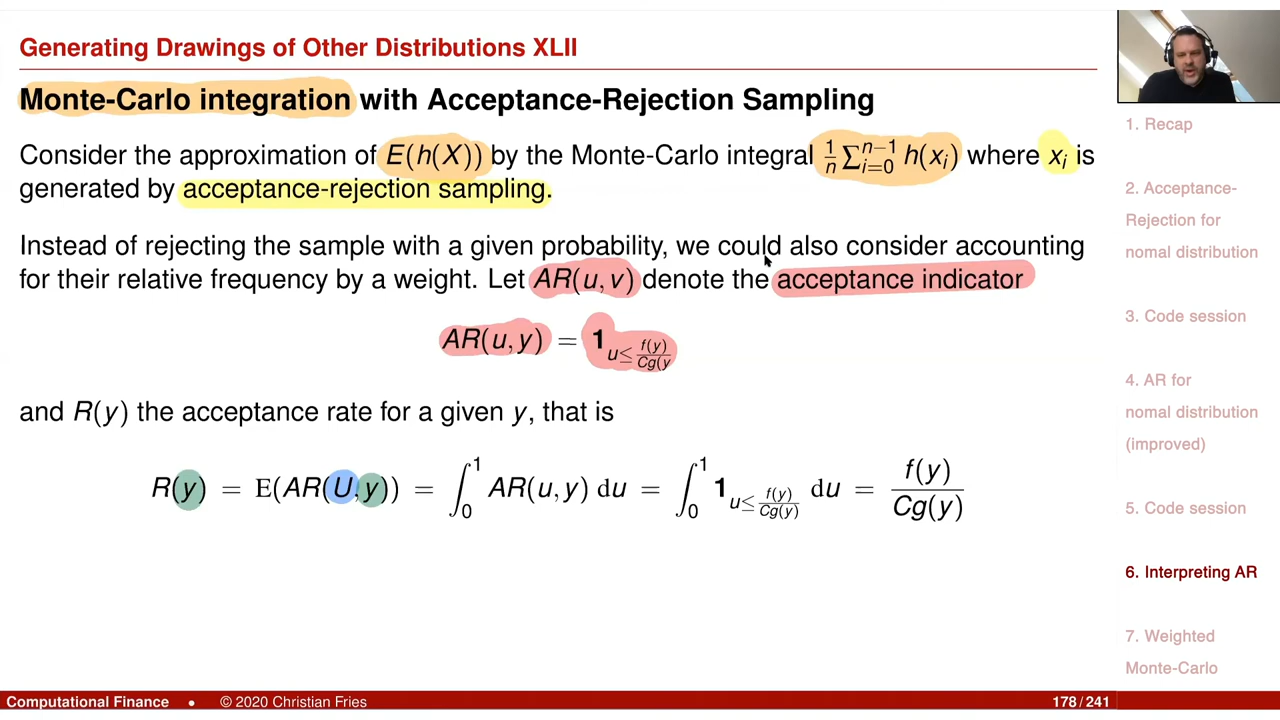 Generating Drawings of Other Distributions XLII
Monte-Carlo integration with Acceptance-Rejection Sampling
Consider the approximation of E(h(X)) by the Monte-Carlo integral 1/n ∑_{i=0}^{n−1} h(x_i) where x_i is
generated by acceptance-rejection sampling.
Instead of rejecting the sample with a given probability, we could also consider accounting
for their relative frequency by a weight. Let AR(u, v) denote the acceptance indicator
AR(u, y) = 1_{u≤ f(y)/Cg(y}
and R(y) the acceptance rate for a given y, that is
R(y) = E(AR(U, y)) = ∫_0^1 AR(u, y) du = ∫_0^1 1_{u≤ f(y)/Cg(y)} du = f(y)/Cg(y)
1. Recap
2. Acceptance-
Rejection for
nomal distribution
3. Code session
4. AR for
nomal distribution
(improved)
5. Code session
6. Interpreting AR
7. Weighted
Monte-Carlo
Computational Finance • © 2020 Christian Fries 178 / 241